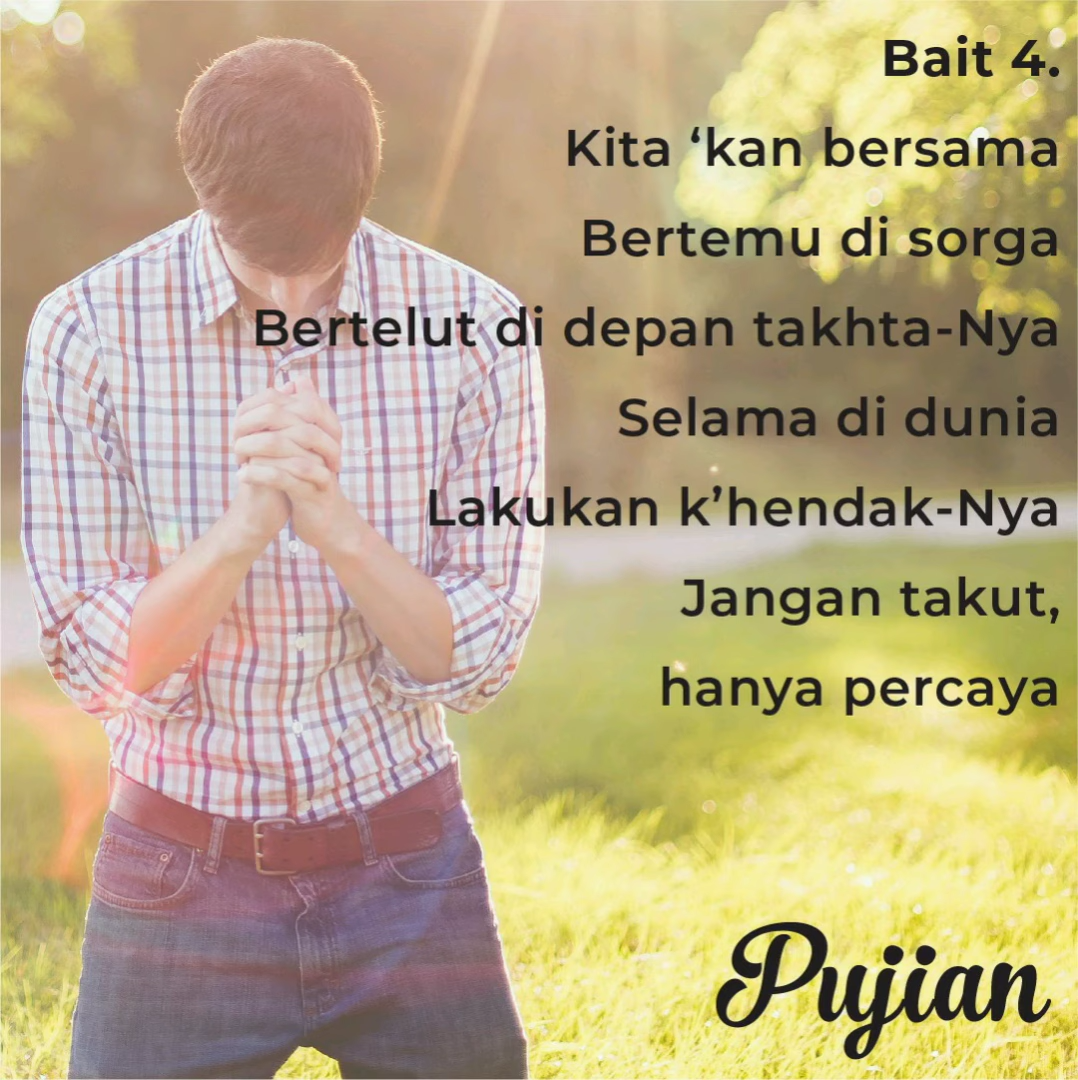 Bait 4.
Kita ‘kan bersama
Bertemu di sorga
Bertelut di depan takhta-Nya
Selama di dunia
Lakukan k’hendak-Nya
Jangan takut,
hanya percaya
Pujian